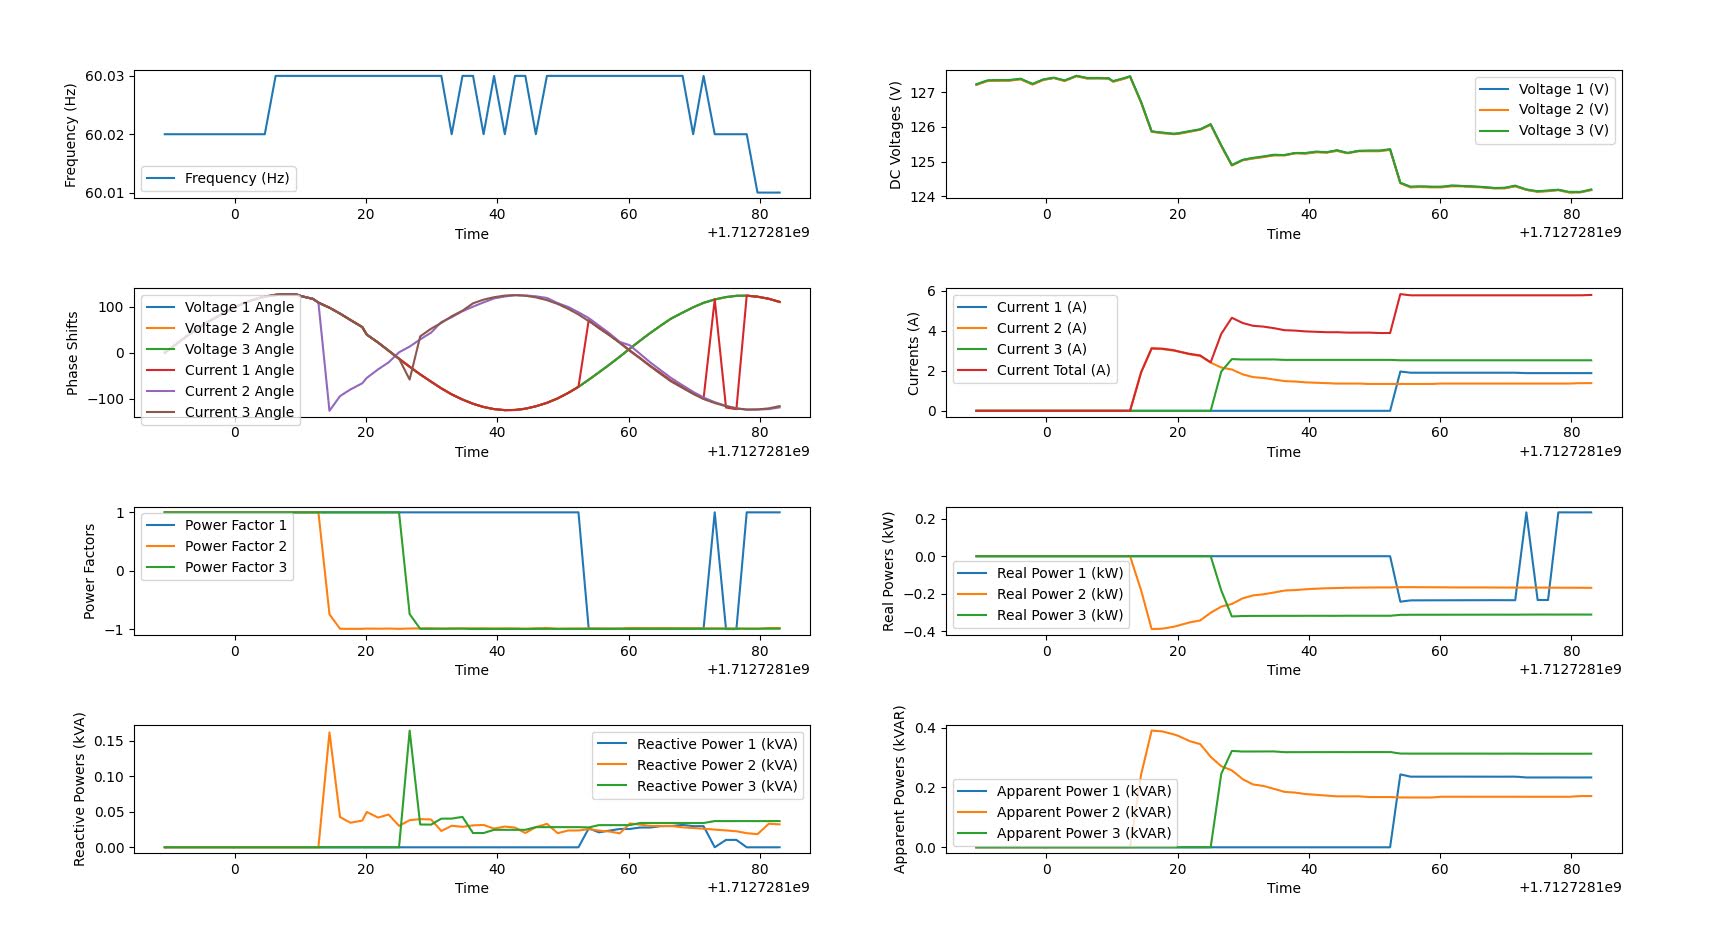 Frequency (Hz)
60.03
60.02
60.01
Frequency (Hz)
0 20 40 60 80
Time
+1.7127281e9
DC Voltages (V)
127
126
125
124
Voltage 1 (V)
Voltage 2 (V)
Voltage 3 (V)
0 20 40 60 80
Time
+1.7127281e9
Phase Shifts
100
0
−100
Voltage 1 Angle
Voltage 2 Angle
Voltage 3 Angle
Current 1 Angle
Current 2 Angle
Current 3 Angle
0 20 40 60 80
Time
+1.7127281e9
Currents (A)
6
4
2
0
Current 1 (A)
Current 2 (A)
Current 3 (A)
Current Total (A)
0 20 40 60 80
Time
+1.7127281e9
Power Factors
1
0
−1
Power Factor 1
Power Factor 2
Power Factor 3
0 20 40 60 80
Time
+1.7127281e9
Real Powers (kW)
0.2
0.0
−0.2
−0.4
Real Power 1 (kW)
Real Power 2 (kW)
Real Power 3 (kW)
0 20 40 60 80
Time
+1.7127281e9
Reactive Powers (kVA)
0.15
0.10
0.05
0.00
Reactive Power 1 (kVA)
Reactive Power 2 (kVA)
Reactive Power 3 (kVA)
0 20 40 60 80
Time
+1.7127281e9
Apparent Powers (kVAR)
0.4
0.2
0.0
Apparent Power 1 (kVAR)
Apparent Power 2 (kVAR)
Apparent Power 3 (kVAR)
0 20 40 60 80
Time
+1.7127281e9